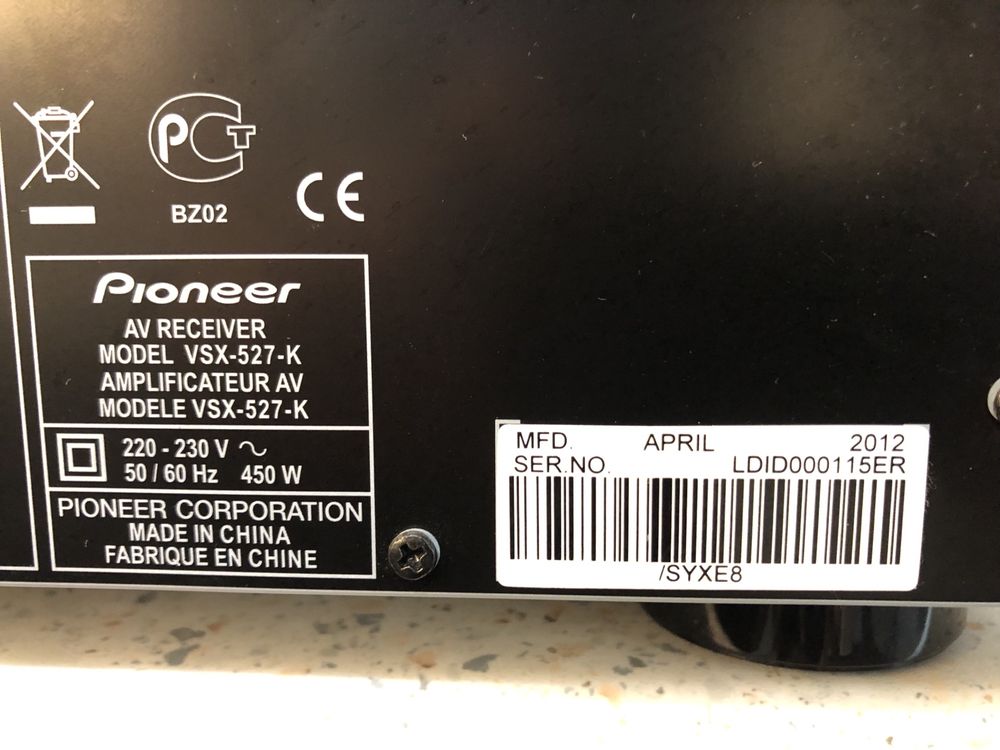 PCT
BZ02
CE
Pioneer
AV RECEIVER
MODEL VSX-527-K
AMPLIFICATEUR AV
MODELE VSX-527-K
220 - 230 V ~
50 / 60 Hz 450 W
PIONEER CORPORATION
MADE IN CHINA
FABRIQUE EN CHINE
MFD. APRIL 2012
SER.NO. LDID000115ER
/SYXE8